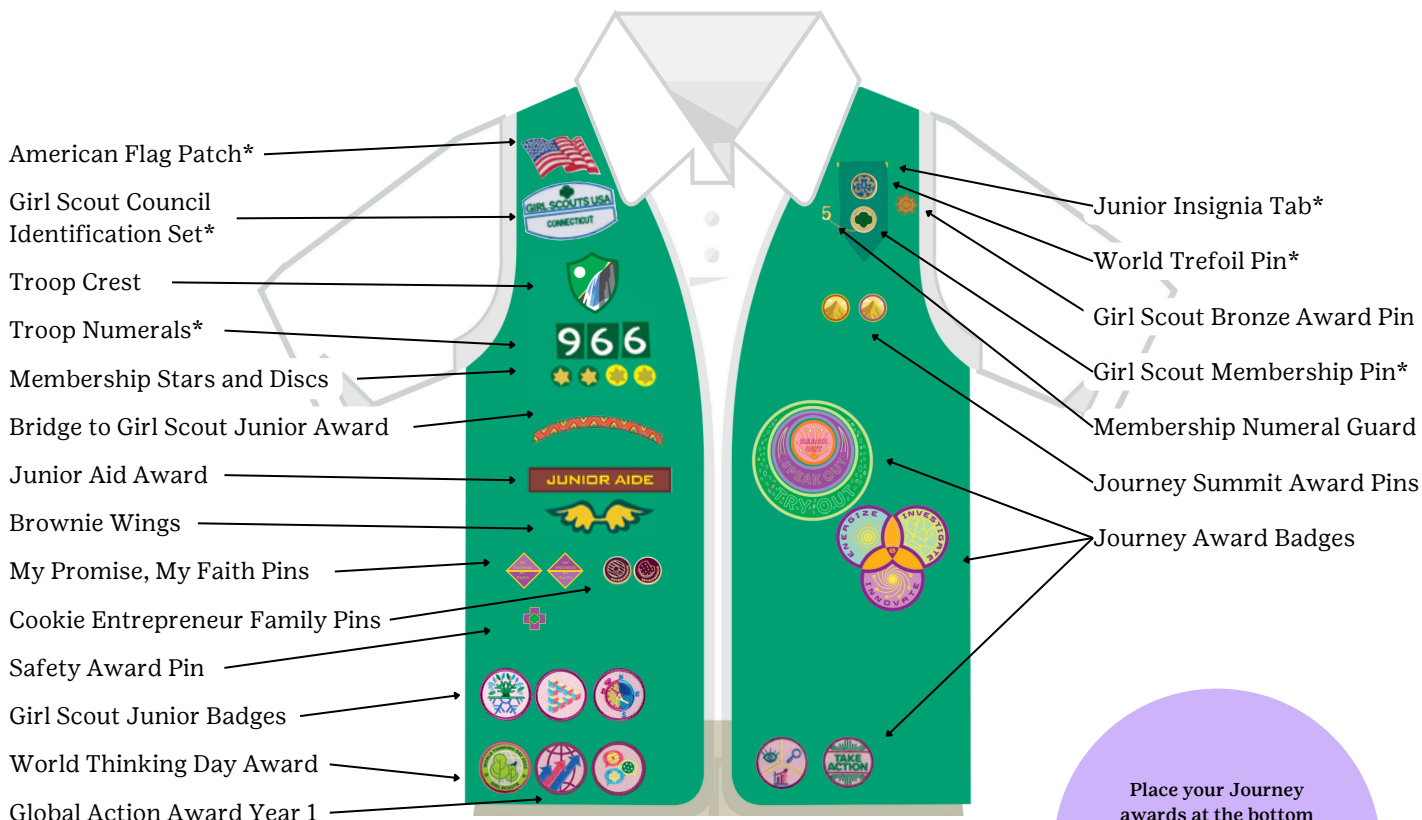 American Flag Patch*
Girl Scout Council
Identification Set*
Troop Crest
Troop Numerals*
Membership Stars and Discs
Bridge to Girl Scout Junior Award
Junior Aid Award
Brownie Wings
My Promise, My Faith Pins
Cookie Entrepreneur Family Pins
Safety Award Pin
Girl Scout Junior Badges
World Thinking Day Award
Global Action Award Year 1
GIRL SCOUTS USA
CONNECTICUT
966
JUNIOR AIDE
5
SPEAK OUT
TRY OUT
ENERGIZE
INVESTIGATE
INNOVATE
TAKE
ACTION
Junior Insignia Tab*
World Trefoil Pin*
Girl Scout Bronze Award Pin
Girl Scout Membership Pin*
Membership Numeral Guard
Journey Summit Award Pins
Journey Award Badges
Place your Journey
awards at the bottom